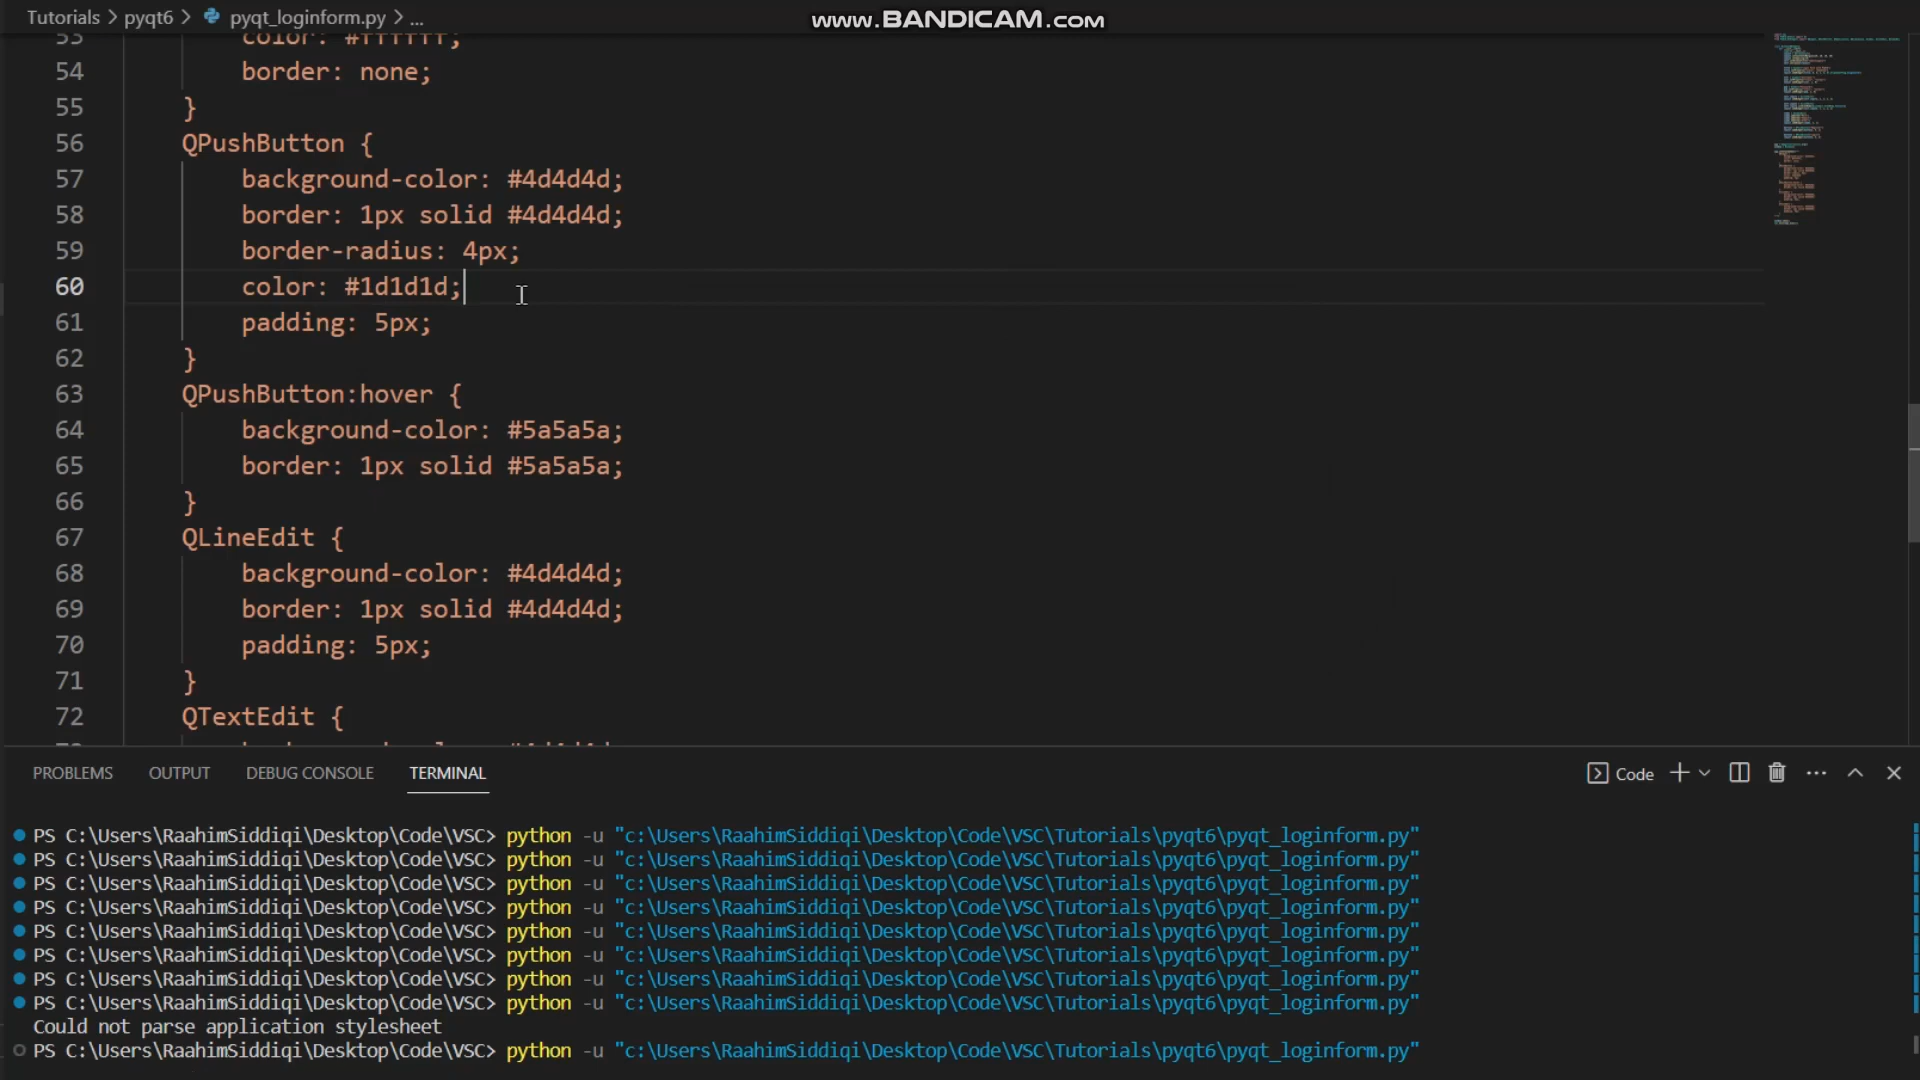 Tutorials > pyqt6 > pyqt_loginform.py > ...
www.BANDICAM.com
53 color: #ffffff;
54 border: none;
55 }
56 QPushButton {
57 background-color: #4d4d4d;
58 border: 1px solid #4d4d4d;
59 border-radius: 4px;
60 color: #1d1d1d;
61 padding: 5px;
62 }
63 QPushButton:hover {
64 background-color: #5a5a5a;
65 border: 1px solid #5a5a5a;
66 }
67 QLineEdit {
68 background-color: #4d4d4d;
69 border: 1px solid #4d4d4d;
70 padding: 5px;
71 }
72 QTextEdit {
PROBLEMS OUTPUT DEBUG CONSOLE TERMINAL Code
PS C:\Users\RaahimSiddiqi\Desktop\Code\VSC> python -u "c:\Users\RaahimSiddiqi\Desktop\Code\VSC\Tutorials\pyqt6\pyqt_loginform.py"
PS C:\Users\RaahimSiddiqi\Desktop\Code\VSC> python -u "c:\Users\RaahimSiddiqi\Desktop\Code\VSC\Tutorials\pyqt6\pyqt_loginform.py"
PS C:\Users\RaahimSiddiqi\Desktop\Code\VSC> python -u "c:\Users\RaahimSiddiqi\Desktop\Code\VSC\Tutorials\pyqt6\pyqt_loginform.py"
PS C:\Users\RaahimSiddiqi\Desktop\Code\VSC> python -u "c:\Users\RaahimSiddiqi\Desktop\Code\VSC\Tutorials\pyqt6\pyqt_loginform.py"
PS C:\Users\RaahimSiddiqi\Desktop\Code\VSC> python -u "c:\Users\RaahimSiddiqi\Desktop\Code\VSC\Tutorials\pyqt6\pyqt_loginform.py"
PS C:\Users\RaahimSiddiqi\Desktop\Code\VSC> python -u "c:\Users\RaahimSiddiqi\Desktop\Code\VSC\Tutorials\pyqt6\pyqt_loginform.py"
PS C:\Users\RaahimSiddiqi\Desktop\Code\VSC> python -u "c:\Users\RaahimSiddiqi\Desktop\Code\VSC\Tutorials\pyqt6\pyqt_loginform.py"
PS C:\Users\RaahimSiddiqi\Desktop\Code\VSC> python -u "c:\Users\RaahimSiddiqi\Desktop\Code\VSC\Tutorials\pyqt6\pyqt_loginform.py"
Could not parse application stylesheet
PS C:\Users\RaahimSiddiqi\Desktop\Code\VSC> python -u "c:\Users\RaahimSiddiqi\Desktop\Code\VSC\Tutorials\pyqt6\pyqt_loginform.py"